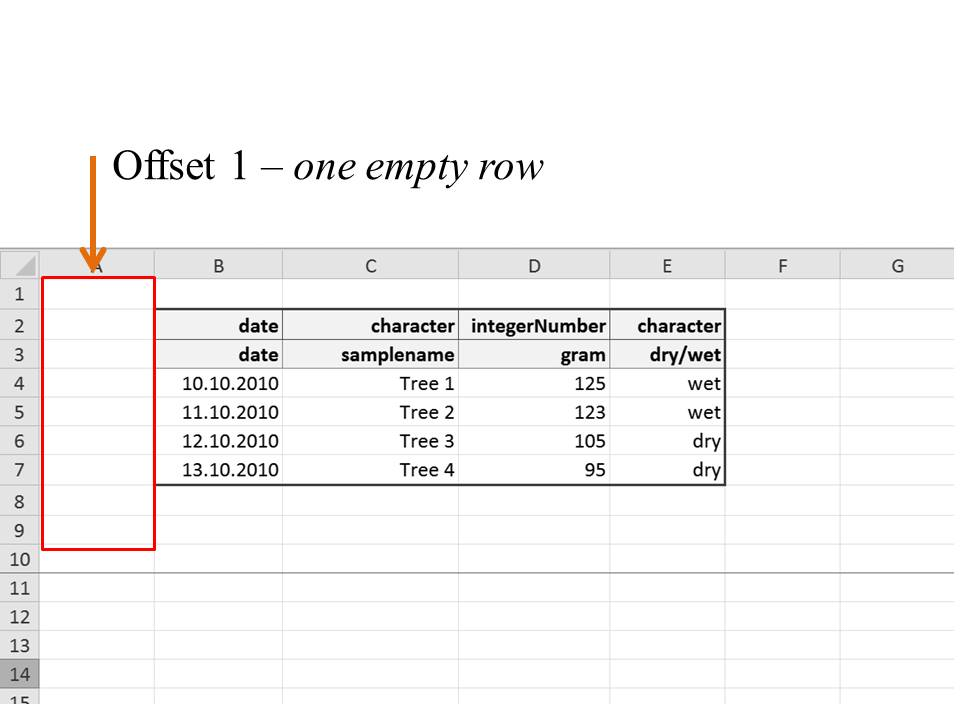 Offset 1 – one empty row
A B C D E F G
1
2 date character integerNumber character
3 date samplename gram dry/wet
4 10.10.2010 Tree 1 125 wet
5 11.10.2010 Tree 2 123 wet
6 12.10.2010 Tree 3 105 dry
7 13.10.2010 Tree 4 95 dry
8
9
10
11
12
13
14
15